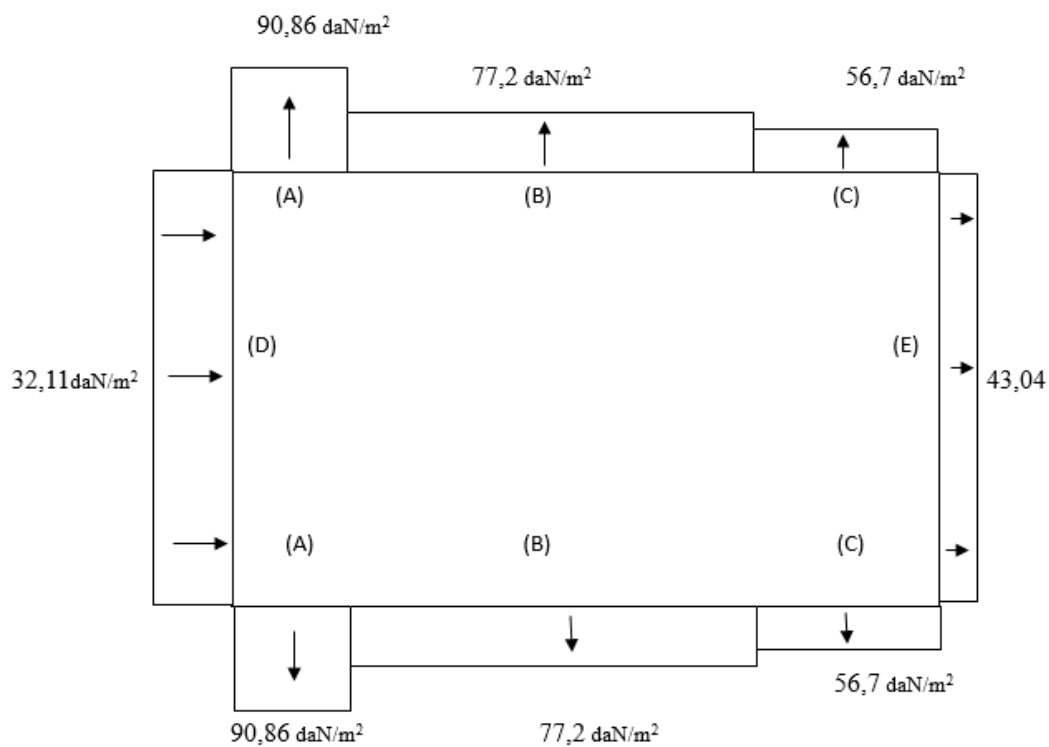 90,86 daN/m²
77,2 daN/m²
56,7 daN/m²
(A)
(B)
(C)
(D)
(E)
32,11daN/m²
43,04
(A)
(B)
(C)
56,7 daN/m²
90,86 daN/m²
77,2 daN/m²